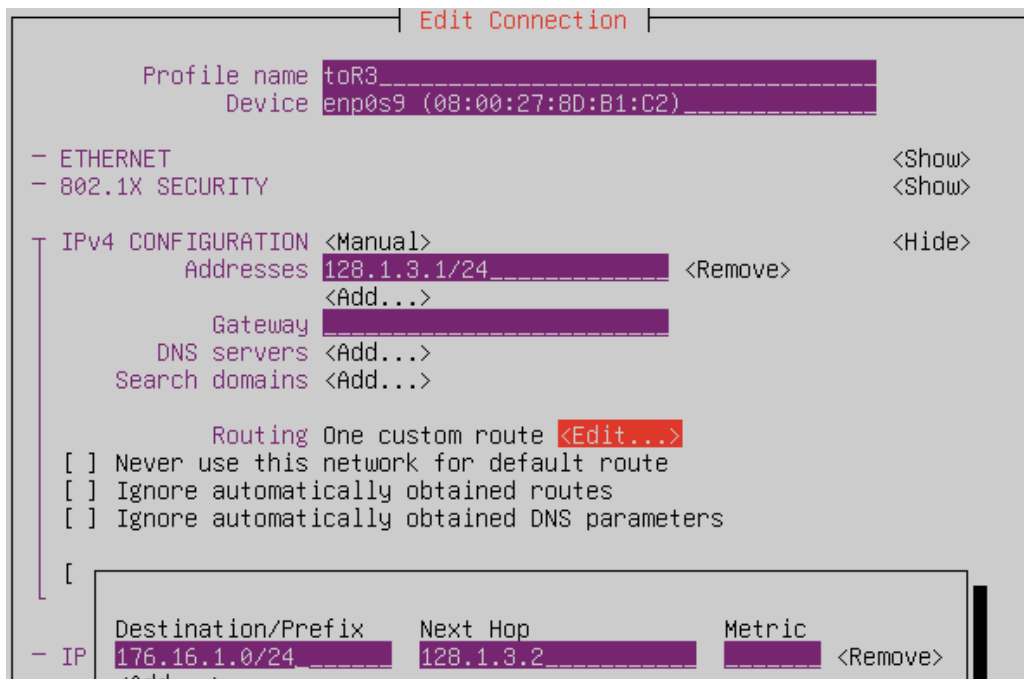 Edit Connection
Profile name toR3
Device enp0s9 (08:00:27:8D:B1:C2)
- ETHERNET <Show>
- 802.1X SECURITY <Show>
IPv4 CONFIGURATION <Manual> <Hide>
Addresses 128.1.3.1/24 <Remove>
<Add...>
Gateway
DNS servers <Add...>
Search domains <Add...>
Routing One custom route <Edit...>
[ ] Never use this network for default route
[ ] Ignore automatically obtained routes
[ ] Ignore automatically obtained DNS parameters
[
Destination/Prefix Next Hop Metric
- IP 176.16.1.0/24 128.1.3.2 <Remove>